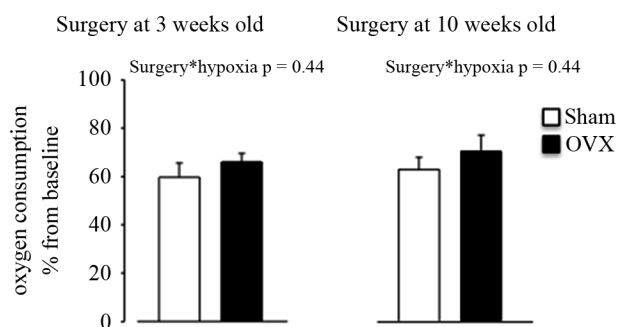 Surgery at 3 weeks old
Surgery at 10 weeks old
Surgery*hypoxia p = 0.44
Surgery*hypoxia p = 0.44
oxygen consumption
% from baseline
100
80
60
40
20
0
Sham
OVX